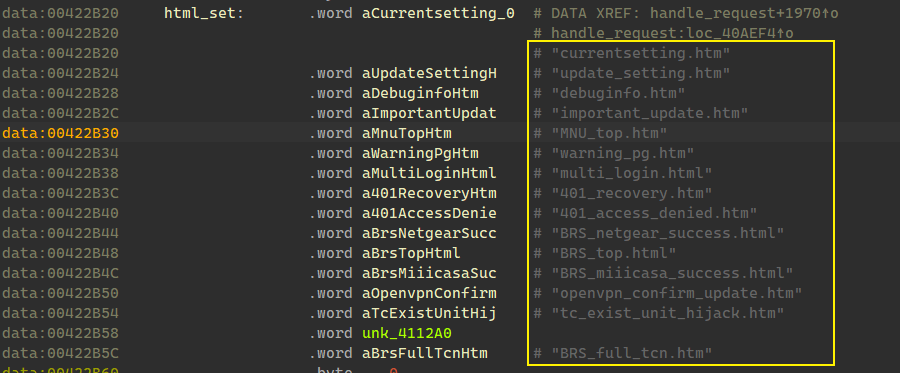 data:00422B20 html_set: .word aCurrentsetting_0 # DATA XREF: handle_request+1970↑o
data:00422B20 # handle_request:loc_40AEF4↑o
data:00422B20 # "currentsetting.htm"
data:00422B24 .word aUpdateSettingH # "update_setting.htm"
data:00422B28 .word aDebuginfoHtm # "debuginfo.htm"
data:00422B2C .word aImportantUpdat # "important_update.htm"
data:00422B30 .word aMnuTopHtm # "MNU_top.htm"
data:00422B34 .word aWarningPgHtm # "warning_pg.htm"
data:00422B38 .word aMultiLoginHtml # "multi_login.html"
data:00422B3C .word a401RecoveryHtm # "401_recovery.htm"
data:00422B40 .word a401AccessDenie # "401_access_denied.htm"
data:00422B44 .word aBrsNetgearSucc # "BRS_netgear_success.html"
data:00422B48 .word aBrsTopHtml # "BRS_top.html"
data:00422B4C .word aBrsMiiicasaSuc # "BRS_miiicasa_success.html"
data:00422B50 .word aOpenvpnConfirm # "openvpn_confirm_update.htm"
data:00422B54 .word aTcExistUnitHij # "tc_exist_unit_hijack.htm"
data:00422B58 .word unk_4112A0
data:00422B5C .word aBrsFullTcnHtm # "BRS_full_tcn.htm"
data:00422B60 .byte 0